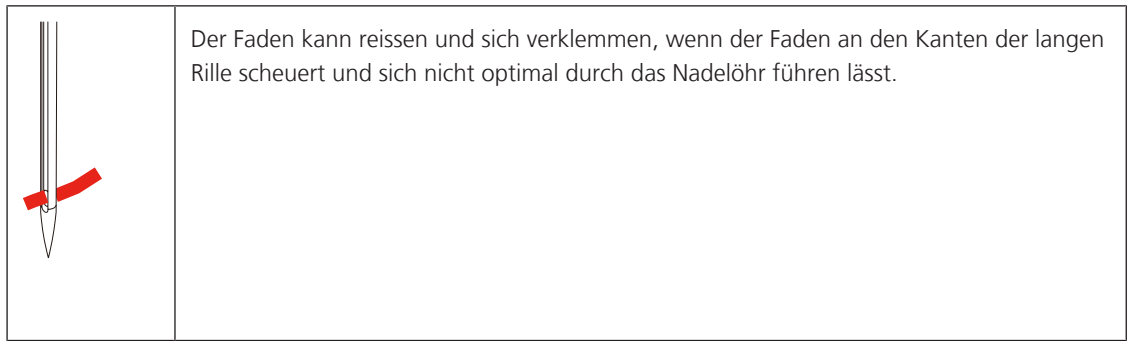 Der Faden kann reissen und sich verklemmen, wenn der Faden an den Kanten der langen
Rille scheuert und sich nicht optimal durch das Nadelöhr führen lässt.